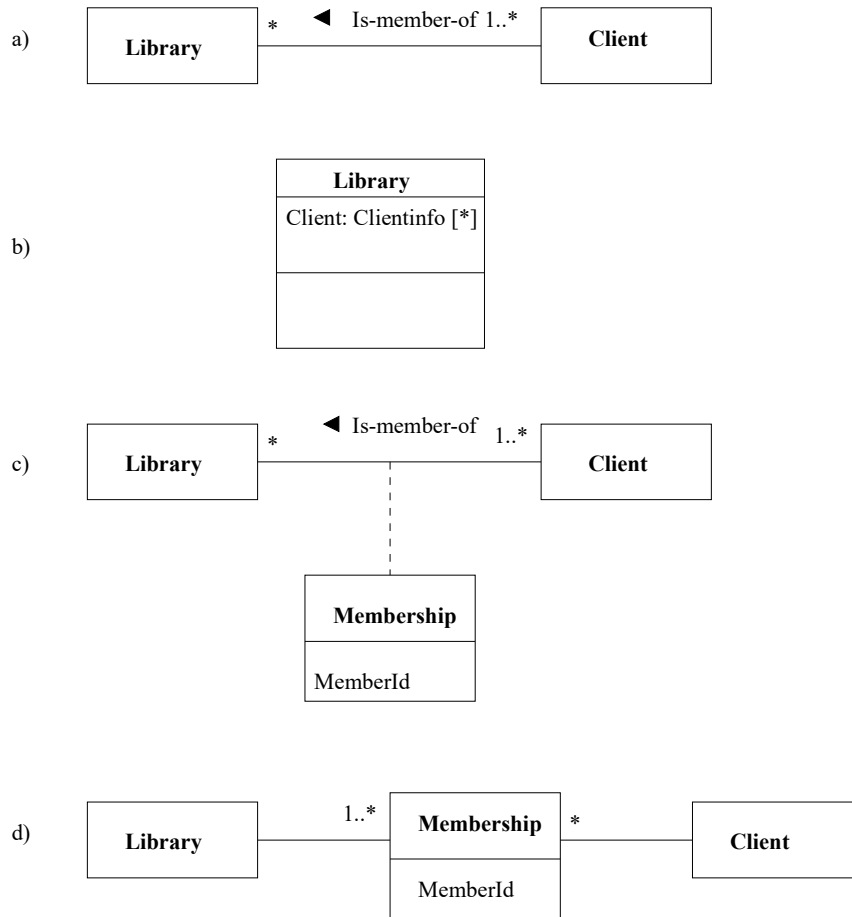 a)
* ◄ Is-member-of 1..*
Library
Client
b)
Library
Client: Clientinfo [*]
c)
* ◄ Is-member-of 1..*
Library
Client
Membership
MemberId
d)
Library
1..*
Membership
*
Client
MemberId